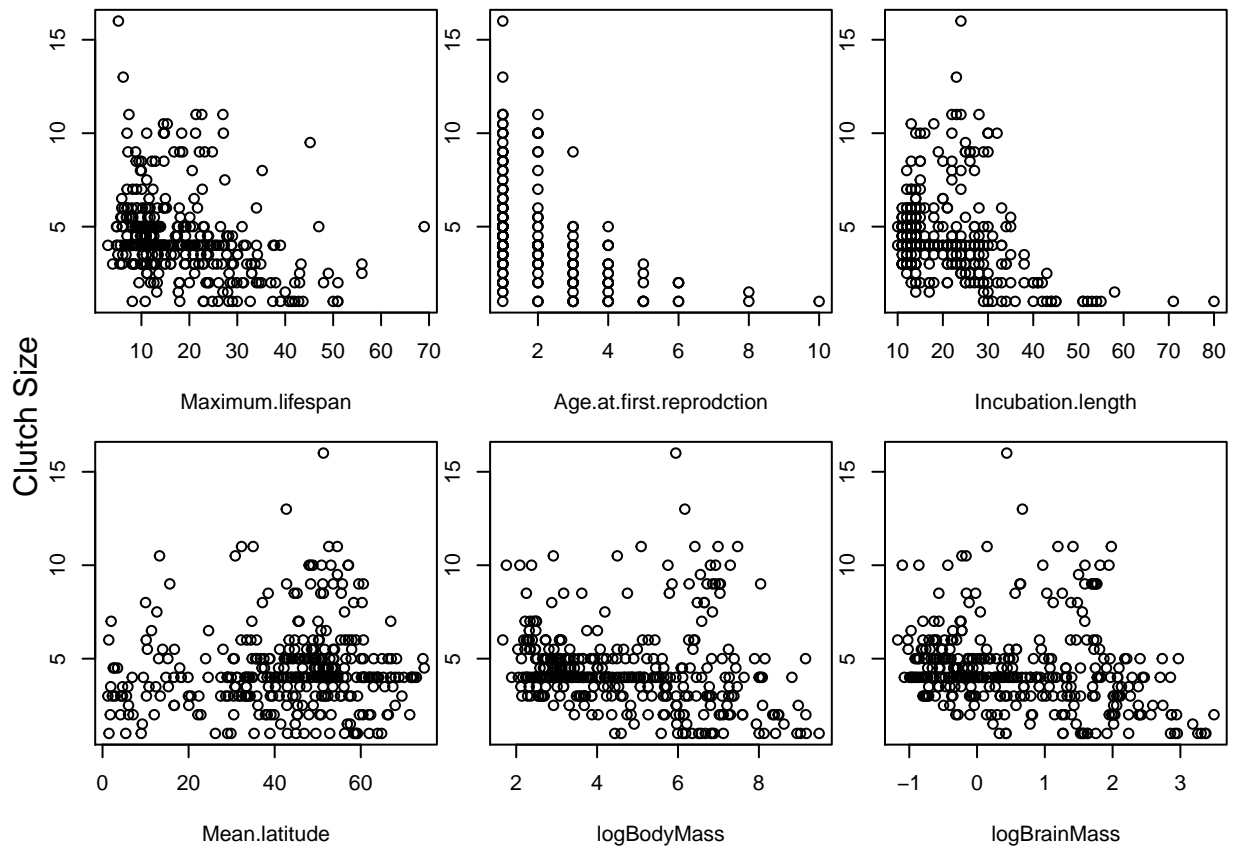 5 10 15
10 20 30 40 50 60 70
Maximum.lifespan
5 10 15
2 4 6 8 10
Age.at.first.reprodction
5 10 15
10 20 30 40 50 60 70 80
Incubation.length
Clutch Size
5 10 15
0 20 40 60
Mean.latitude
5 10 15
2 4 6 8
logBodyMass
5 10 15
−1 0 1 2 3
logBrainMass